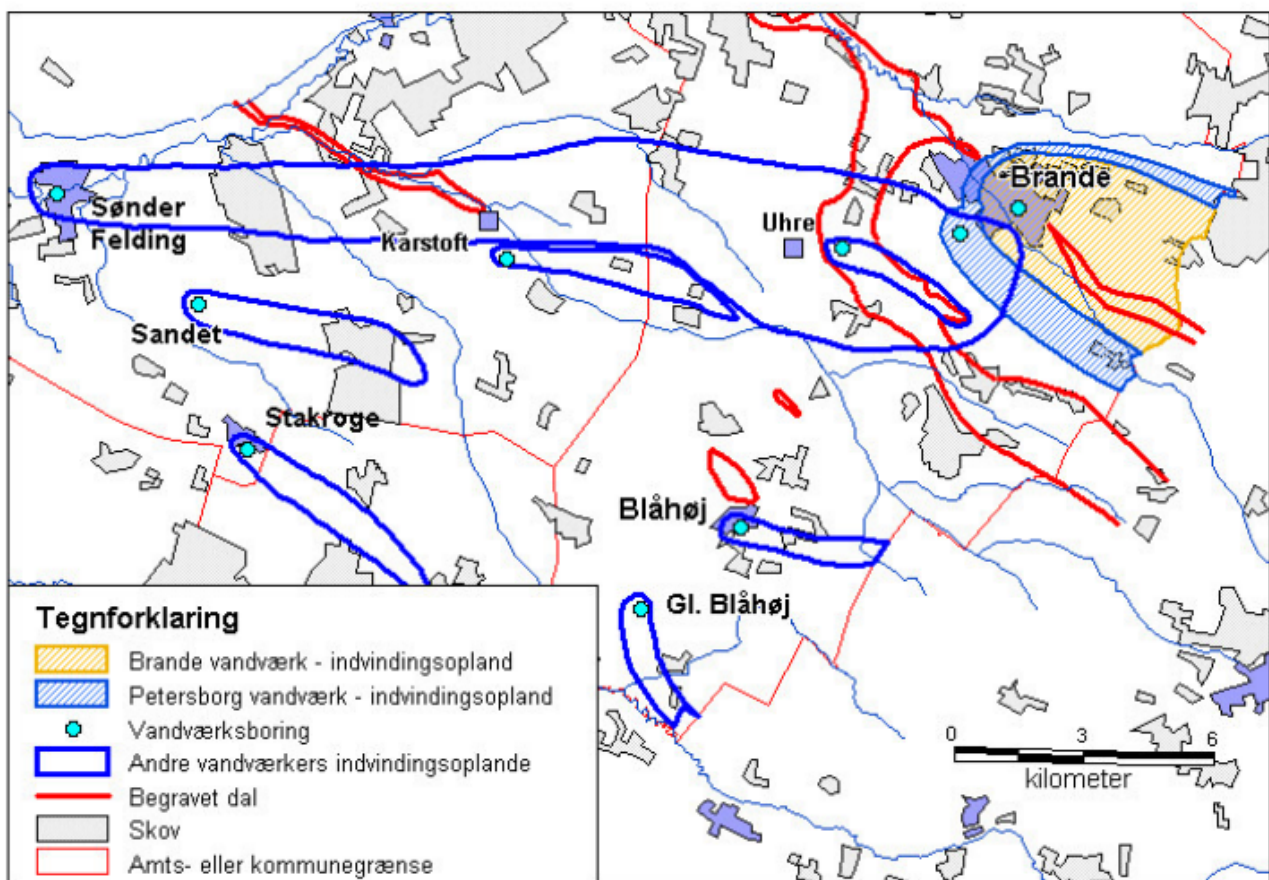 Brande
Sønder
Felding
Karstoft
Uhre
Sandet
Stakroge
Blåhøj
Gl. Blåhøj
Tegnforklaring
Brande vandværk - indvindingsopland
Petersborg vandværk - indvindingsopland
Vandværksboring
Andre vandværkers indvindingsoplande
Begravet dal
Skov
Amts- eller kommunegrænse
0 3 6
kilometer